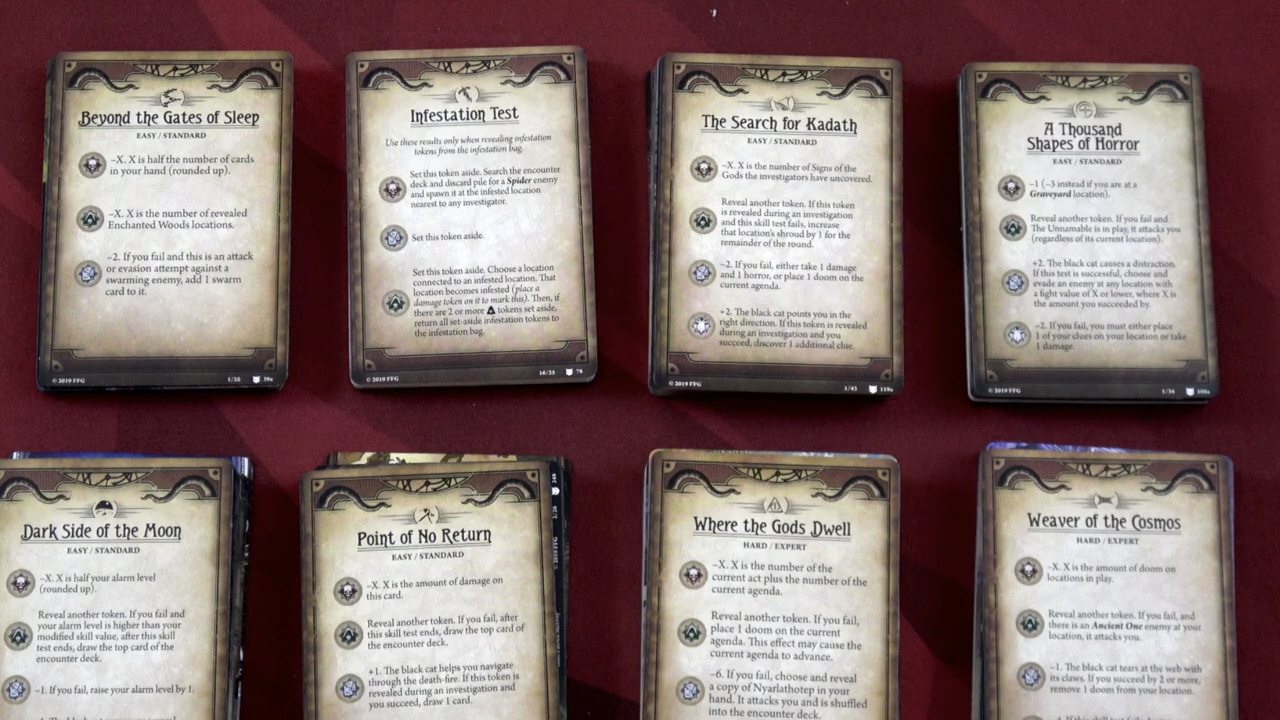 Beyond the Gates of Sleep
EASY / STANDARD
–X. X is half the number of cards
in your hand (rounded up).
–X. X is the number of revealed
Enchanted Woods locations.
–2. If you fail and this is an attack
or evasion attempt against a
swarming enemy, add 1 swarm
card to it.
© 2019 FFG
1/25
39a
Infestation Test
Use these results only when revealing infestation
tokens from the infestation bag.
Set this token aside. Search the encounter
deck and discard pile for a Spider enemy
and spawn it at the infested location
nearest to any investigator.
Set this token aside.
Set this token aside. Choose a location
connected to an infested location. That
location becomes infested (place a
damage token on it to mark this). Then, if
there are 2 or more tokens set aside,
return all set-aside infestation tokens to
the infestation bag.
© 2019 FFG
16/25
78
The Search for Kadath
EASY / STANDARD
–X. X is the number of Signs of the
Gods the investigators have uncovered.
Reveal another token. If this token
is revealed during an investigation
and this skill test fails, increase
that location's shroud by 1 for the
remainder of the round.
–2. If you fail, either take 1 damage
and 1 horror, or place 1 doom on the
current agenda.
+2. The black cat points you in the
right direction. If this token is revealed
during an investigation and you
succeed, discover 1 additional clue.
© 2019 FFG
1/43
119a
A Thousand
Shapes of Horror
EASY / STANDARD
–1 (–3 instead if you are at a
Graveyard location).
Reveal another token. If you fail and
The Unnamable is in play, it attacks you
(regardless of its current location).
+2. The black cat causes a distraction.
If this test is successful, choose and
evade an enemy at any location with
a fight value of X or lower, where X is
the amount you succeeded by.
–2. If you fail, you must either place
1 of your clues on your location or take
1 damage.
© 2019 FFG
1/36
168a
Dark Side of the Moon
EASY / STANDARD
–X. X is half your alarm level
(rounded up).
Reveal another token. If you fail and
your alarm level is higher than your
modified skill value, after this skill
test ends, draw the top card of the
encounter deck.
–1. If you fail, raise your alarm level by 1.
Point of No Return
EASY / STANDARD
–X. X is the amount of damage on
this card.
Reveal another token. If you fail, after
this skill test ends, draw the top card of
the encounter deck.
+1. The black cat helps you navigate
through the death-fire. If this token is
revealed during an investigation and
you succeed, draw 1 card.
Where the Gods Dwell
HARD / EXPERT
–X. X is the number of the
current act plus the number of the
current agenda.
Reveal another token. If you fail,
place 1 doom on the current
agenda. This effect may cause the
current agenda to advance.
–6. If you fail, choose and reveal
a copy of Nyarlathotep in your
hand. It attacks you and is shuffled
into the encounter deck.
Weaver of the Cosmos
HARD / EXPERT
–X. X is the amount of doom on
locations in play.
Reveal another token. If you fail, and
there is an Ancient One enemy at your
location, it attacks you.
–1. The black cat tears at the web with
its claws. If you succeed by 2 or more,
remove 1 doom from your location.